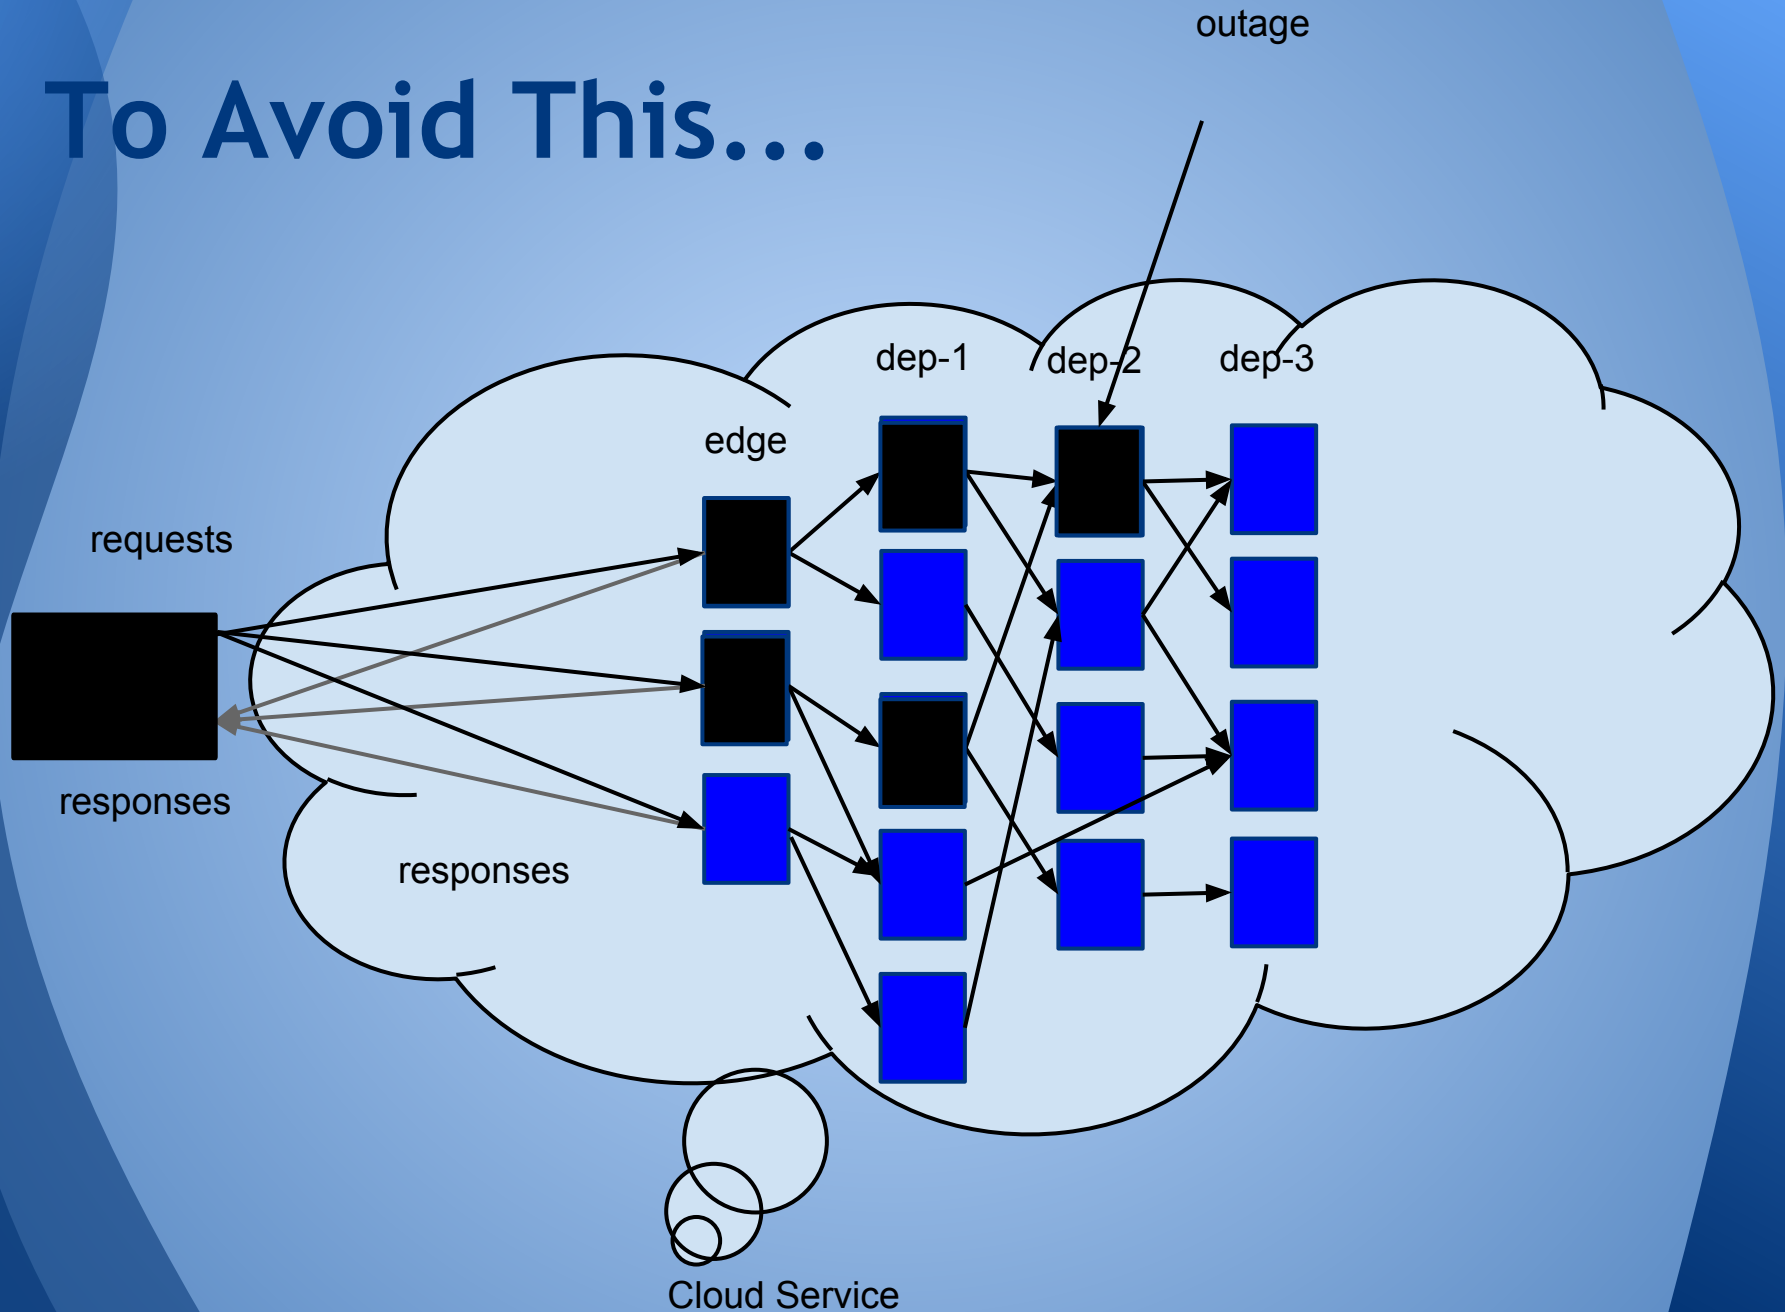 outage
To Avoid This...
dep-1
dep-2
dep-3
edge
requests
responses
responses
Cloud Service